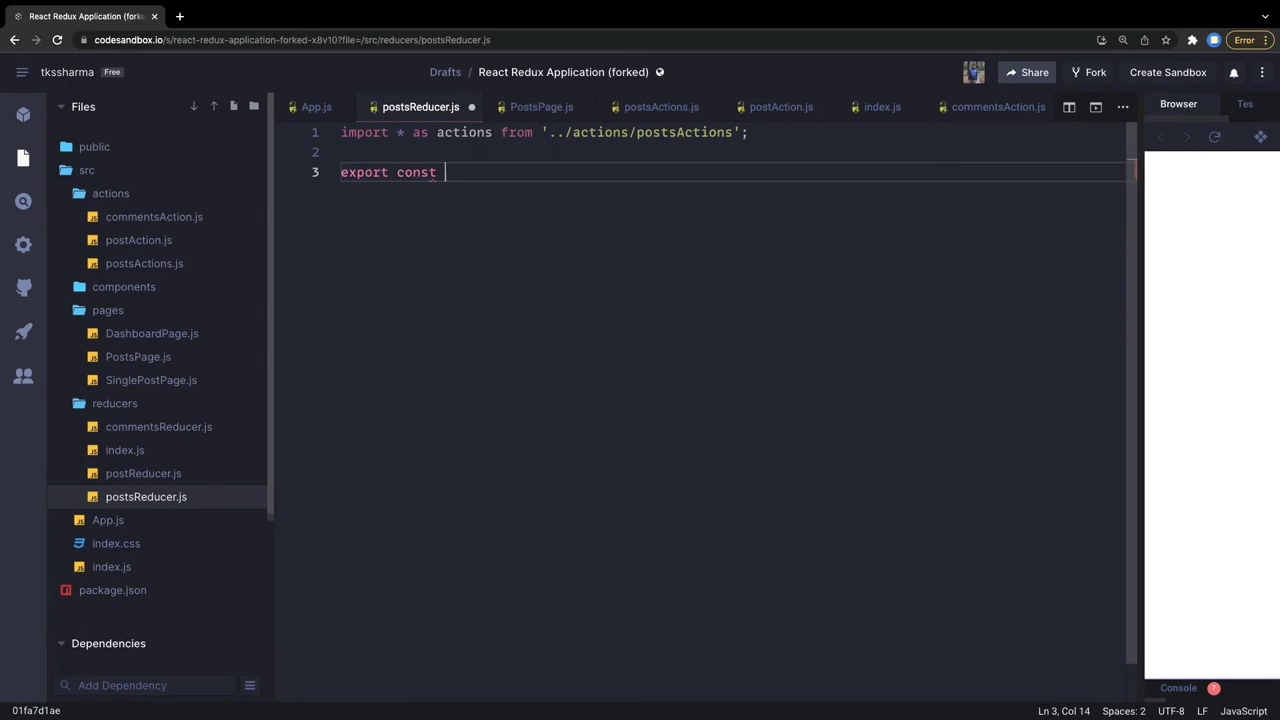 React Redux Application (forked)
codesandbox.io/s/react-redux-application-forked-x8v10?file=/src/reducers/postsReducer.js
Error
tkssharma
Free
Drafts / React Redux Application (forked)
Share
Fork
Create Sandbox
Files
App.js
postsReducer.js
PostsPage.js
postsActions.js
postAction.js
index.js
commentsAction.js
Browser
Tes
1 import * as actions from '../actions/postsActions';
2
3 export const
public
src
actions
commentsAction.js
postAction.js
postsActions.js
components
pages
DashboardPage.js
PostsPage.js
SinglePostPage.js
reducers
commentsReducer.js
index.js
postReducer.js
postsReducer.js
App.js
index.css
index.js
package.json
Dependencies
Add Dependency
Console 7
01fa7d1ae
Ln 3, Col 14
Spaces: 2
UTF-8
LF
JavaScript